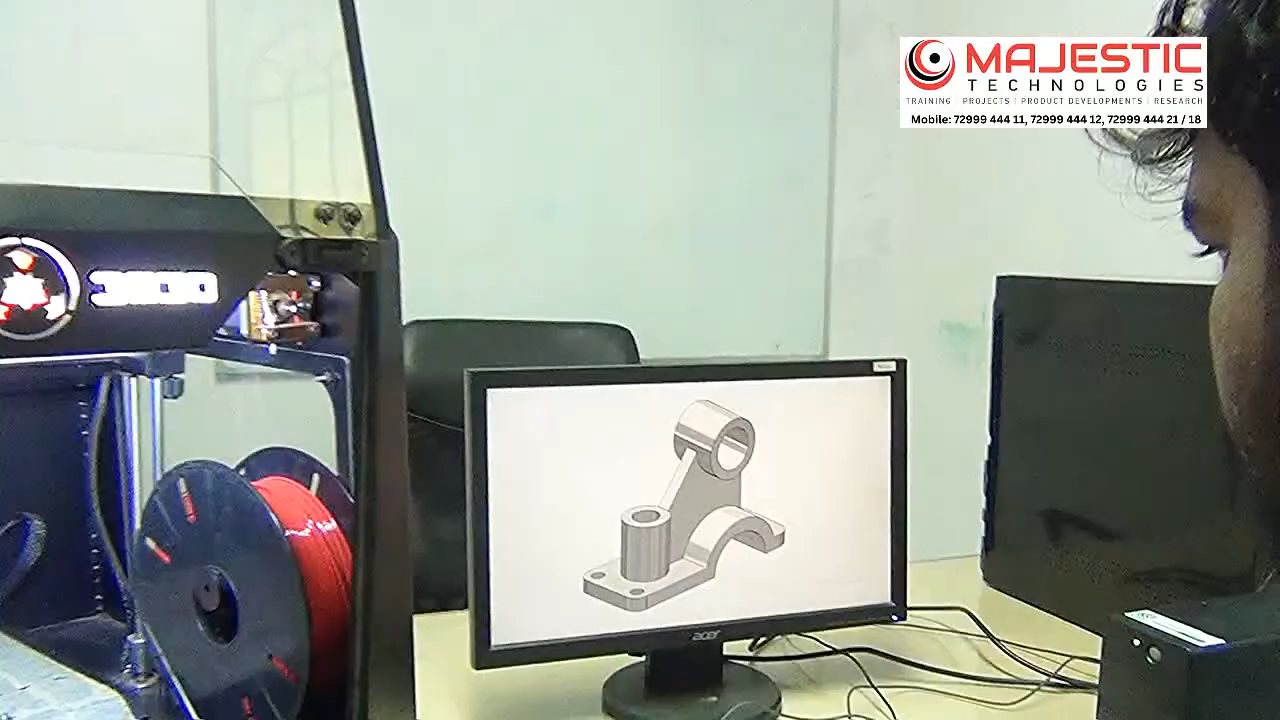 MAJESTIC
TECHNOLOGIES
TRAINING | PROJECTS | PRODUCT DEVELOPMENTS | RESEARCH
Mobile: 72999 444 11, 72999 444 12, 72999 444 21 / 18
acer